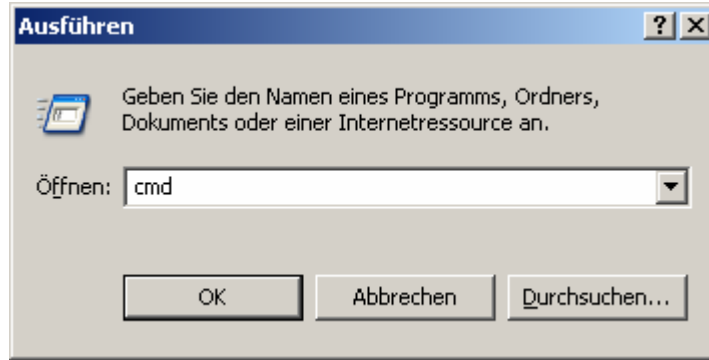 Ausführen
Geben Sie den Namen eines Programms, Ordners,
Dokuments oder einer Internetressource an.
Öffnen: cmd
OK Abbrechen Durchsuchen...